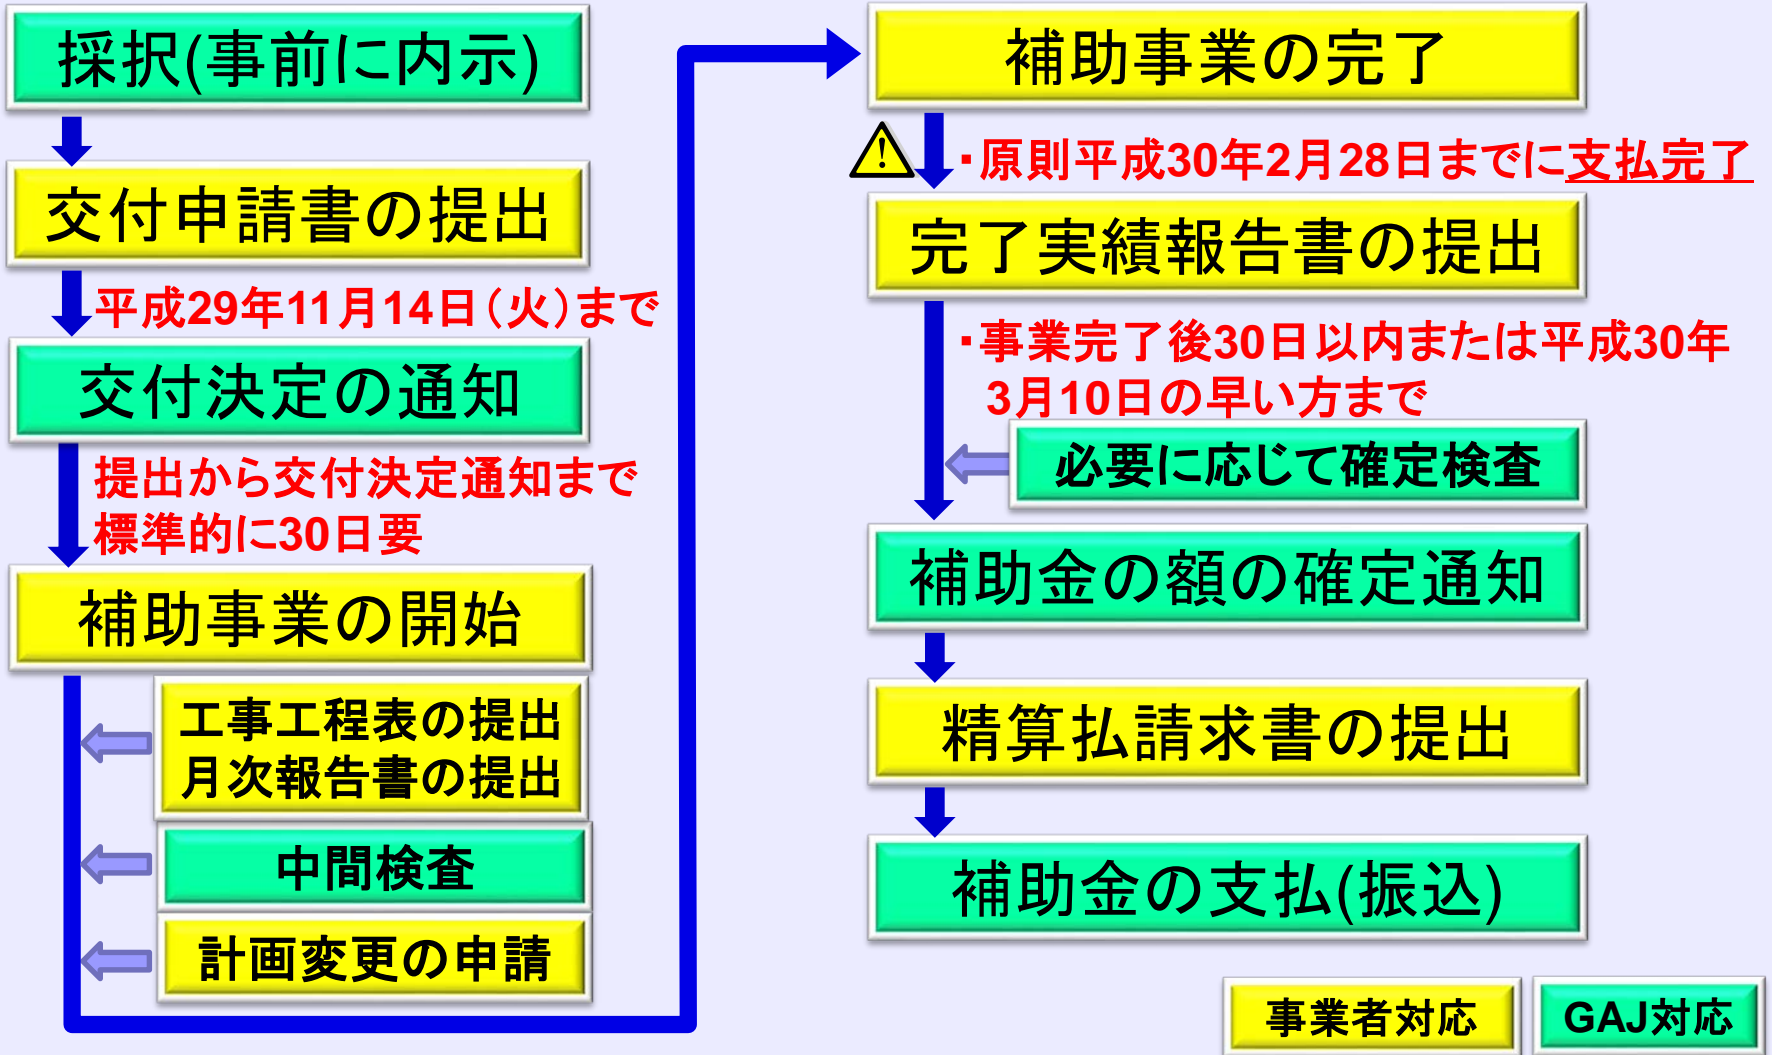 採択(事前に内示)
交付申請書の提出
平成29年11月14日(火)まで
交付決定の通知
提出から交付決定通知まで
標準的に30日要
補助事業の開始
工事工程表の提出
月次報告書の提出
中間検査
計画変更の申請
補助事業の完了
!
・原則平成30年2月28日までに支払完了
完了実績報告書の提出
・事業完了後30日以内または平成30年
3月10日の早い方まで
必要に応じて確定検査
補助金の額の確定通知
精算払請求書の提出
補助金の支払(振込)
事業者対応
GAJ対応